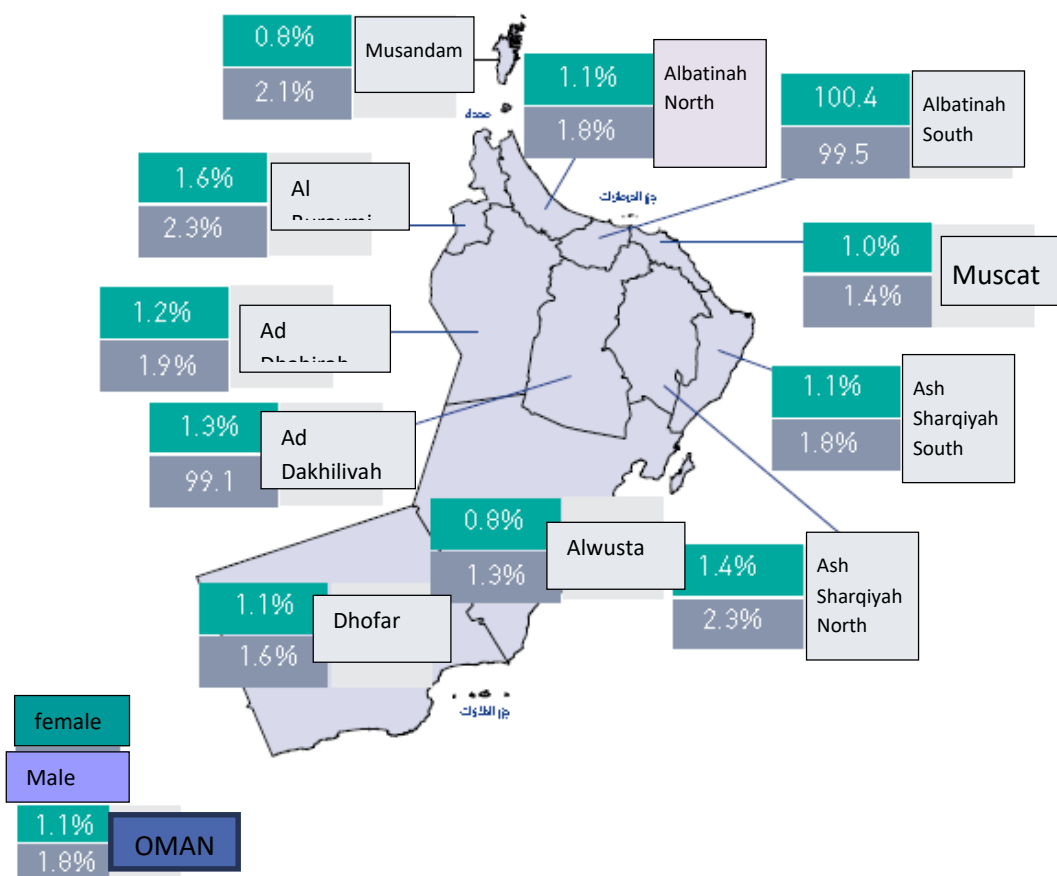 0.8%
2.1%
Musandam
1.1%
1.8%
Albatinah
North
100.4
99.5
Albatinah
South
1.6%
2.3%
Al
1.0%
1.4%
Muscat
1.2%
1.9%
Ad
1.1%
1.8%
Ash
Sharqiyah
South
1.3%
99.1
Ad
Dakhilivah
0.8%
1.3%
Alwusta
1.4%
2.3%
Ash
Sharqiyah
North
1.1%
1.6%
Dhofar
female
Male
1.1%
1.8%
OMAN